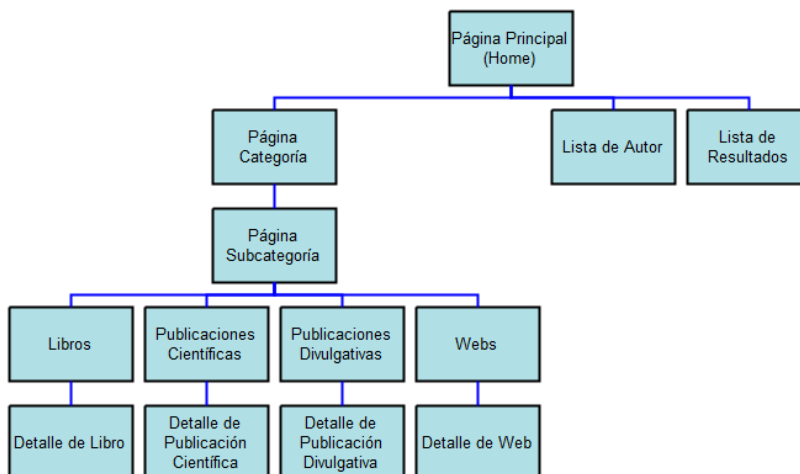 Página Principal
(Home)
Página
Categoría
Lista de Autor
Lista de
Resultados
Página
Subcategoría
Libros
Publicaciones
Científicas
Publicaciones
Divulgativas
Webs
Detalle de Libro
Detalle de
Publicación
Científica
Detalle de
Publicación
Divulgativa
Detalle de Web